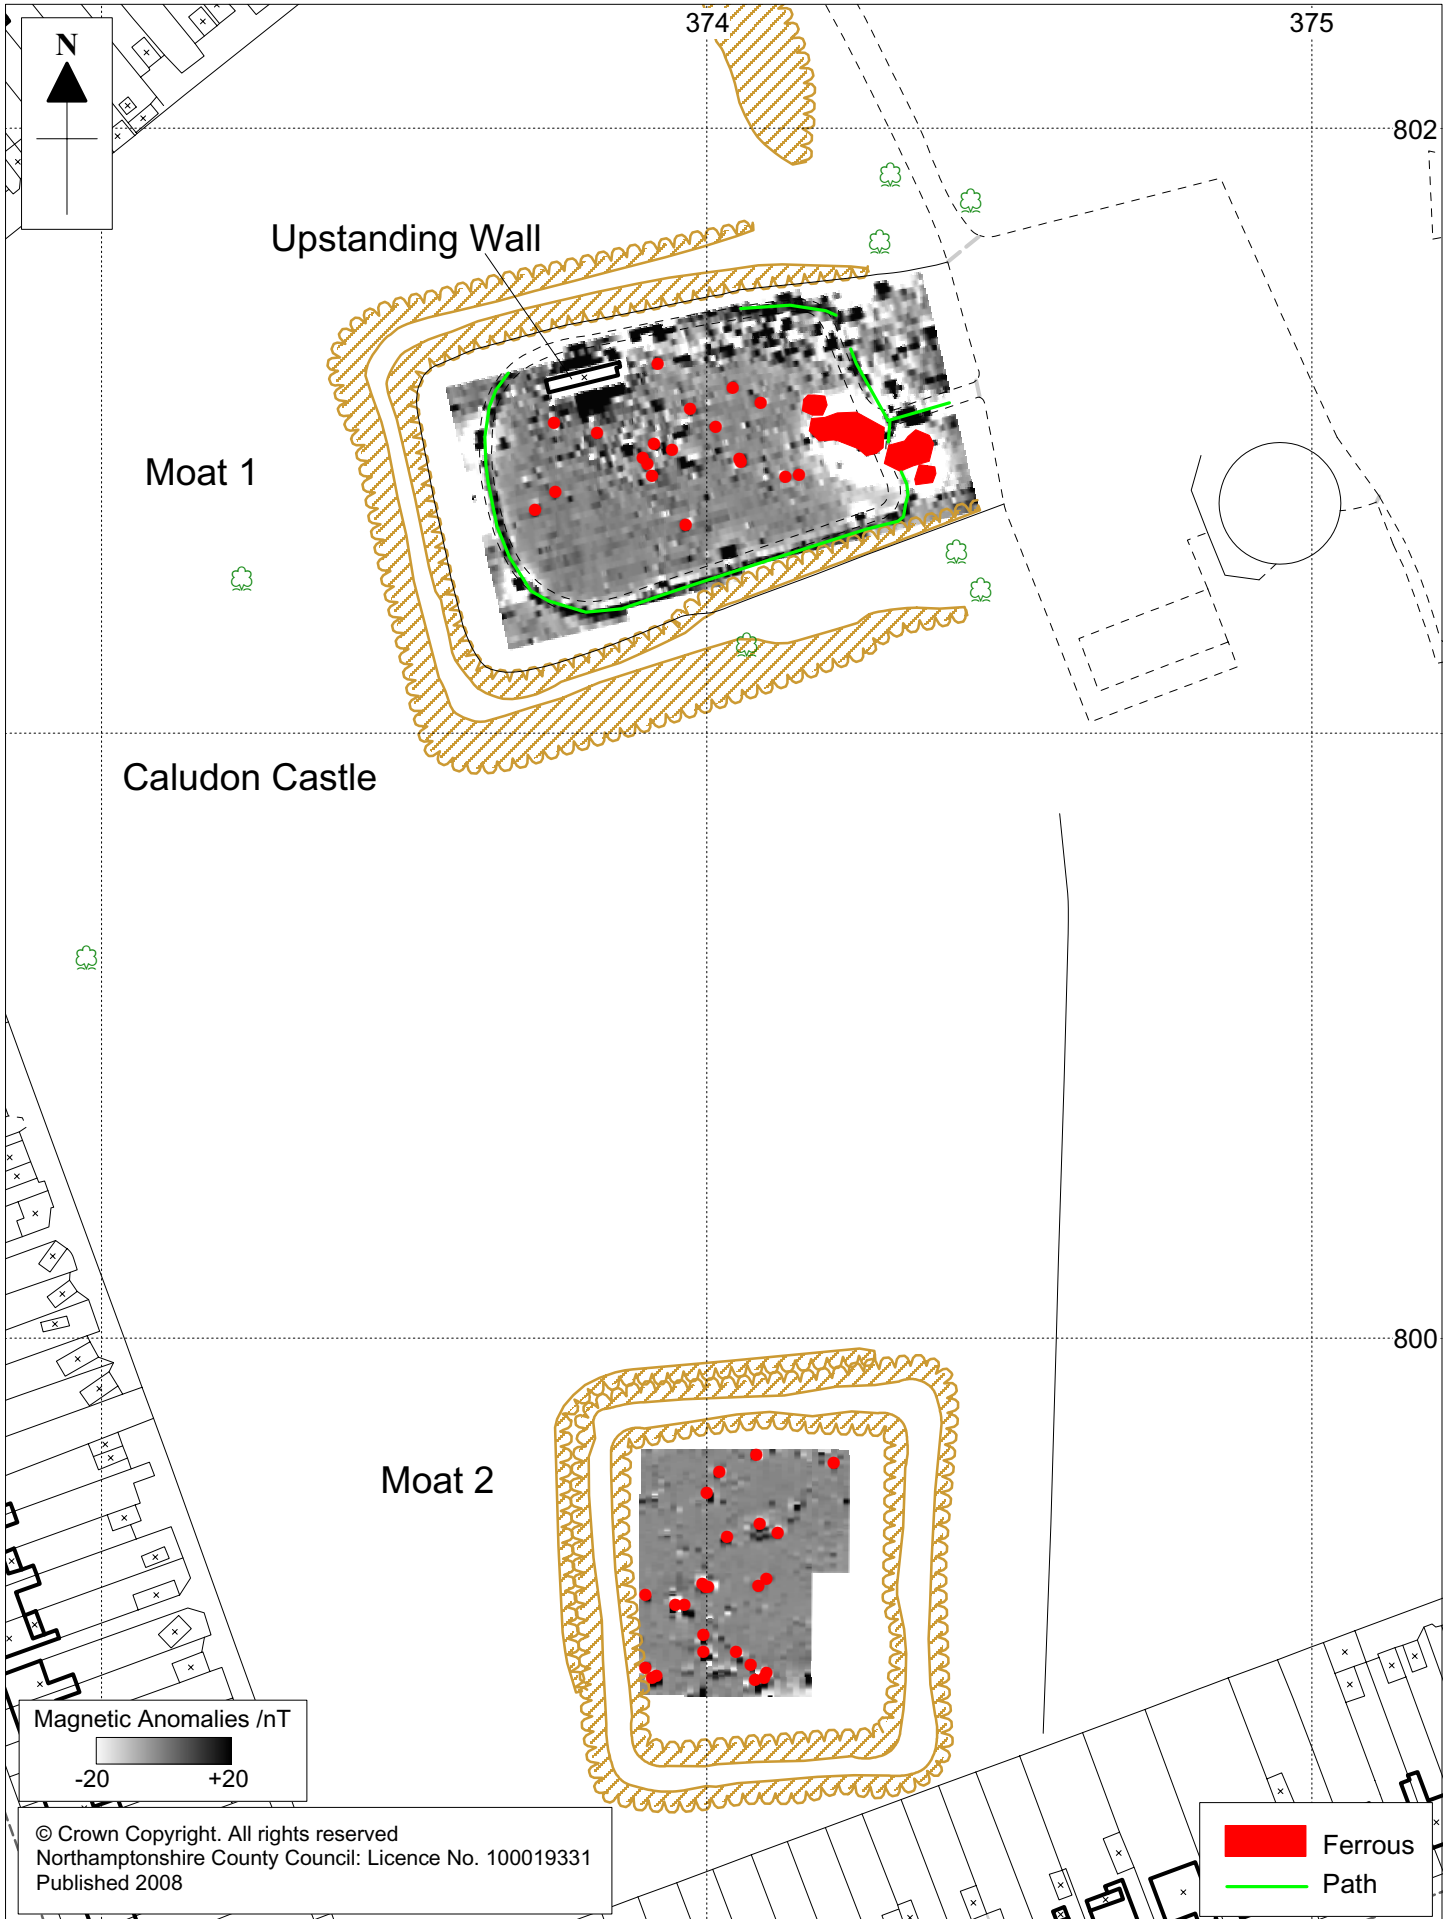 N
374
375
802
Upstanding Wall
Moat 1
Caludon Castle
800
Moat 2
Magnetic Anomalies /nT
-20
+20
© Crown Copyright. All rights reserved
Northamptonshire County Council: Licence No. 100019331
Published 2008
Ferrous
Path